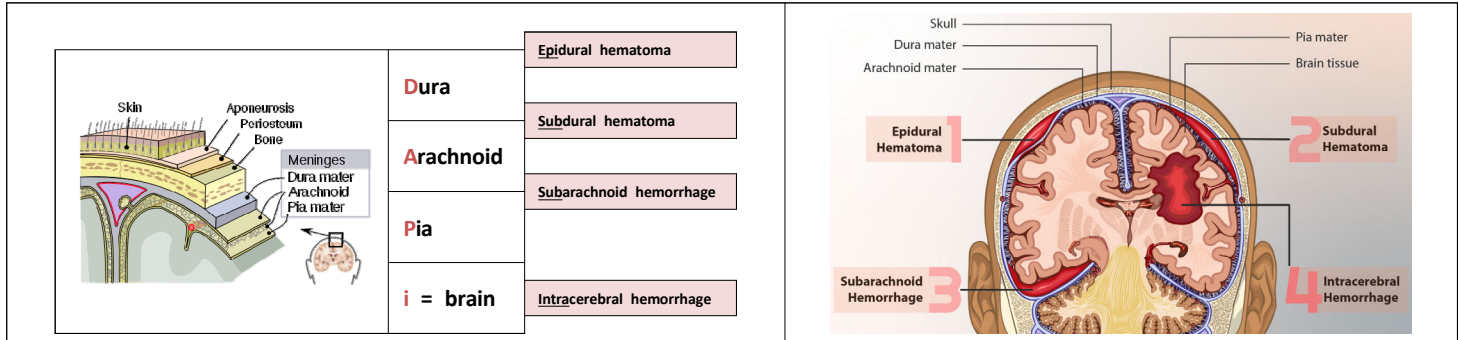 Skin
Aponeurosis
Periosteum
Bone
Meninges
Dura mater
Arachnoid
Pia mater
Dura
Arachnoid
Pia
i = brain
Epidural hematoma
Subdural hematoma
Subarachnoid hemorrhage
Intracerebral hemorrhage
Skull
Dura mater
Arachnoid mater
Pia mater
Brain tissue
Epidural
Hematoma
1
2
Subdural
Hematoma
Subarachnoid
Hemorrhage
3
4
Intracerebral
Hemorrhage